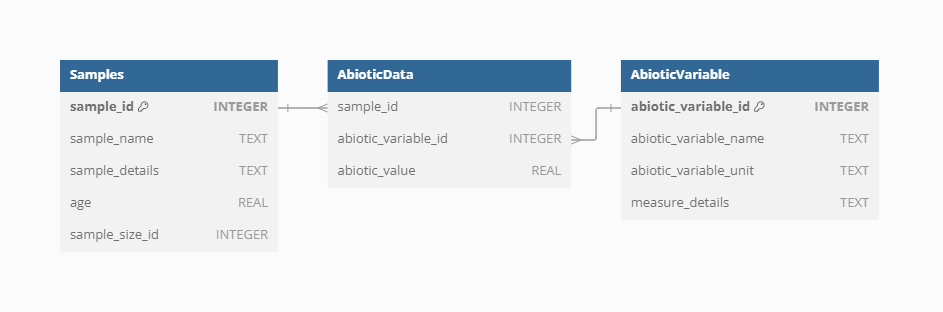 Samples
sample_id INTEGER
sample_name TEXT
sample_details TEXT
age REAL
sample_size_id INTEGER
AbioticData
sample_id INTEGER
abiotic_variable_id INTEGER
abiotic_value REAL
AbioticVariable
abiotic_variable_id INTEGER
abiotic_variable_name TEXT
abiotic_variable_unit TEXT
measure_details TEXT